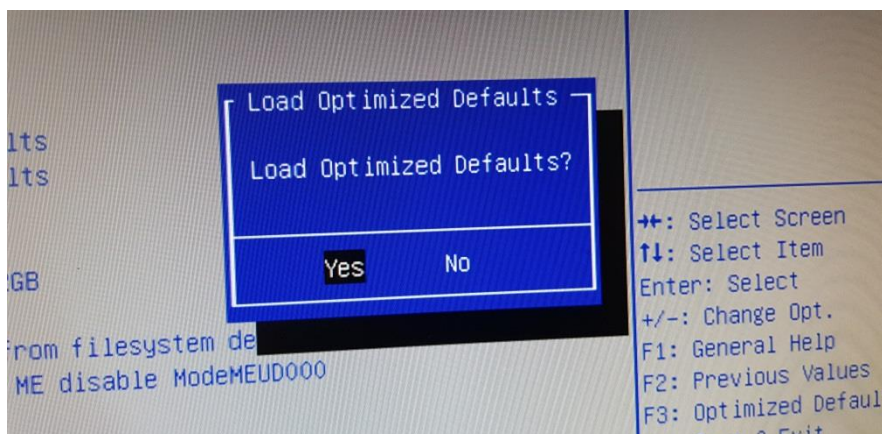 lts
lts
GB
from filesystem de
ME disable ModeMEUD000
Load Optimized Defaults
Load Optimized Defaults?
Yes No
→←: Select Screen
↑↓: Select Item
Enter: Select
+/-: Change Opt.
F1: General Help
F2: Previous Values
F3: Optimized Defaul
Exit